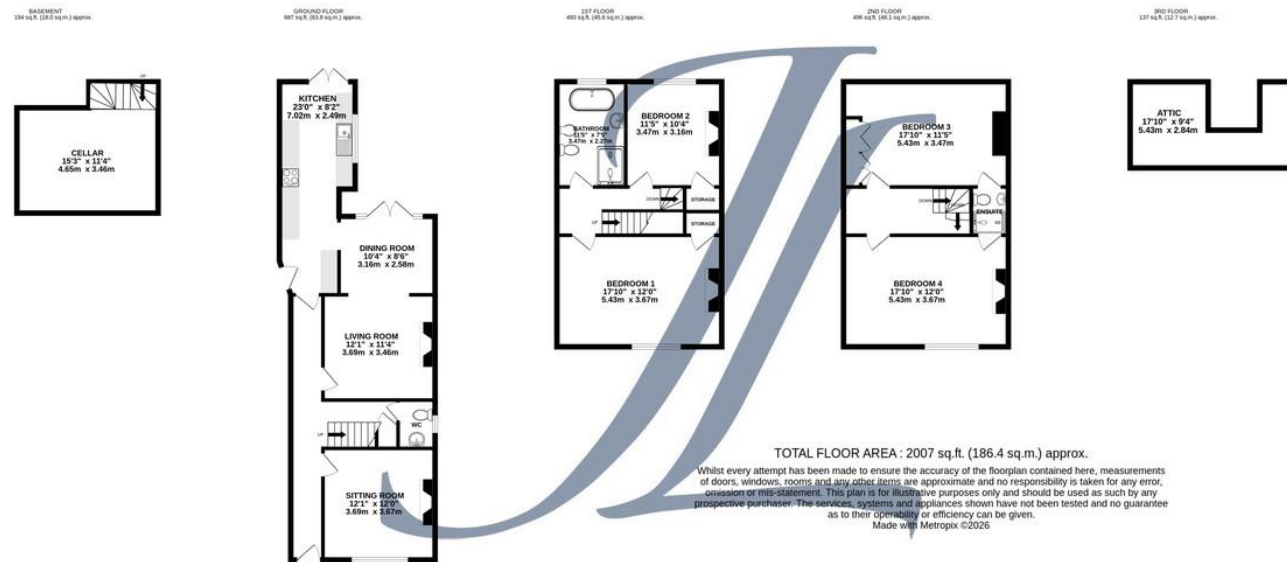 BASEMENT
194 sq.ft. (18.0 sq.m.) approx.
UP
CELLAR
15'3" x 11'4"
4.65m x 3.46m
GROUND FLOOR
687 sq.ft. (63.8 sq.m.) approx.
KITCHEN
23'0" x 8'2"
7.02m x 2.49m
DINING ROOM
10'4" x 8'6"
3.16m x 2.58m
LIVING ROOM
12'1" x 11'4"
3.69m x 3.46m
WC
UP
SITTING ROOM
12'1" x 12'0"
3.69m x 3.67m
1ST FLOOR
493 sq.ft. (45.8 sq.m.) approx.
BATHROOM
11'5" x 7'5"
3.47m x 2.27m
BEDROOM 2
11'5" x 10'4"
3.47m x 3.16m
DOWN
STORAGE
UP
STORAGE
BEDROOM 1
17'10" x 12'0"
5.43m x 3.67m
2ND FLOOR
496 sq.ft. (46.1 sq.m.) approx.
BEDROOM 3
17'10" x 11'5"
5.43m x 3.47m
DOWN
DOWN
ENSUITE
BEDROOM 4
17'10" x 12'0"
5.43m x 3.67m
3RD FLOOR
137 sq.ft. (12.7 sq.m.) approx.
ATTIC
17'10" x 9'4"
5.43m x 2.84m
TOTAL FLOOR AREA : 2007 sq.ft. (186.4 sq.m.) approx.
Whilst every attempt has been made to ensure the accuracy of the floorplan contained here, measurements
of doors, windows, rooms and any other items are approximate and no responsibility is taken for any error,
omission or mis-statement. This plan is for illustrative purposes only and should be used as such by any
prospective purchaser. The services, systems and appliances shown have not been tested and no guarantee
as to their operability or efficiency can be given.
Made with Metropix ©2026